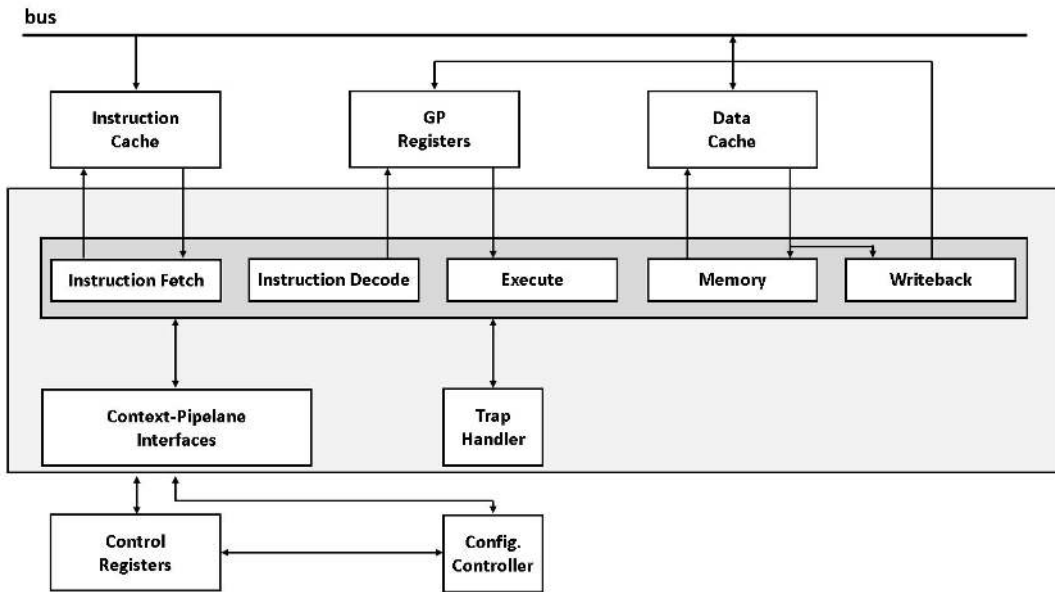 bus
Instruction
Cache
GP
Registers
Data
Cache
Instruction Fetch
Instruction Decode
Execute
Memory
Writeback
Context-Pipelane
Interfaces
Trap
Handler
Control
Registers
Config.
Controller